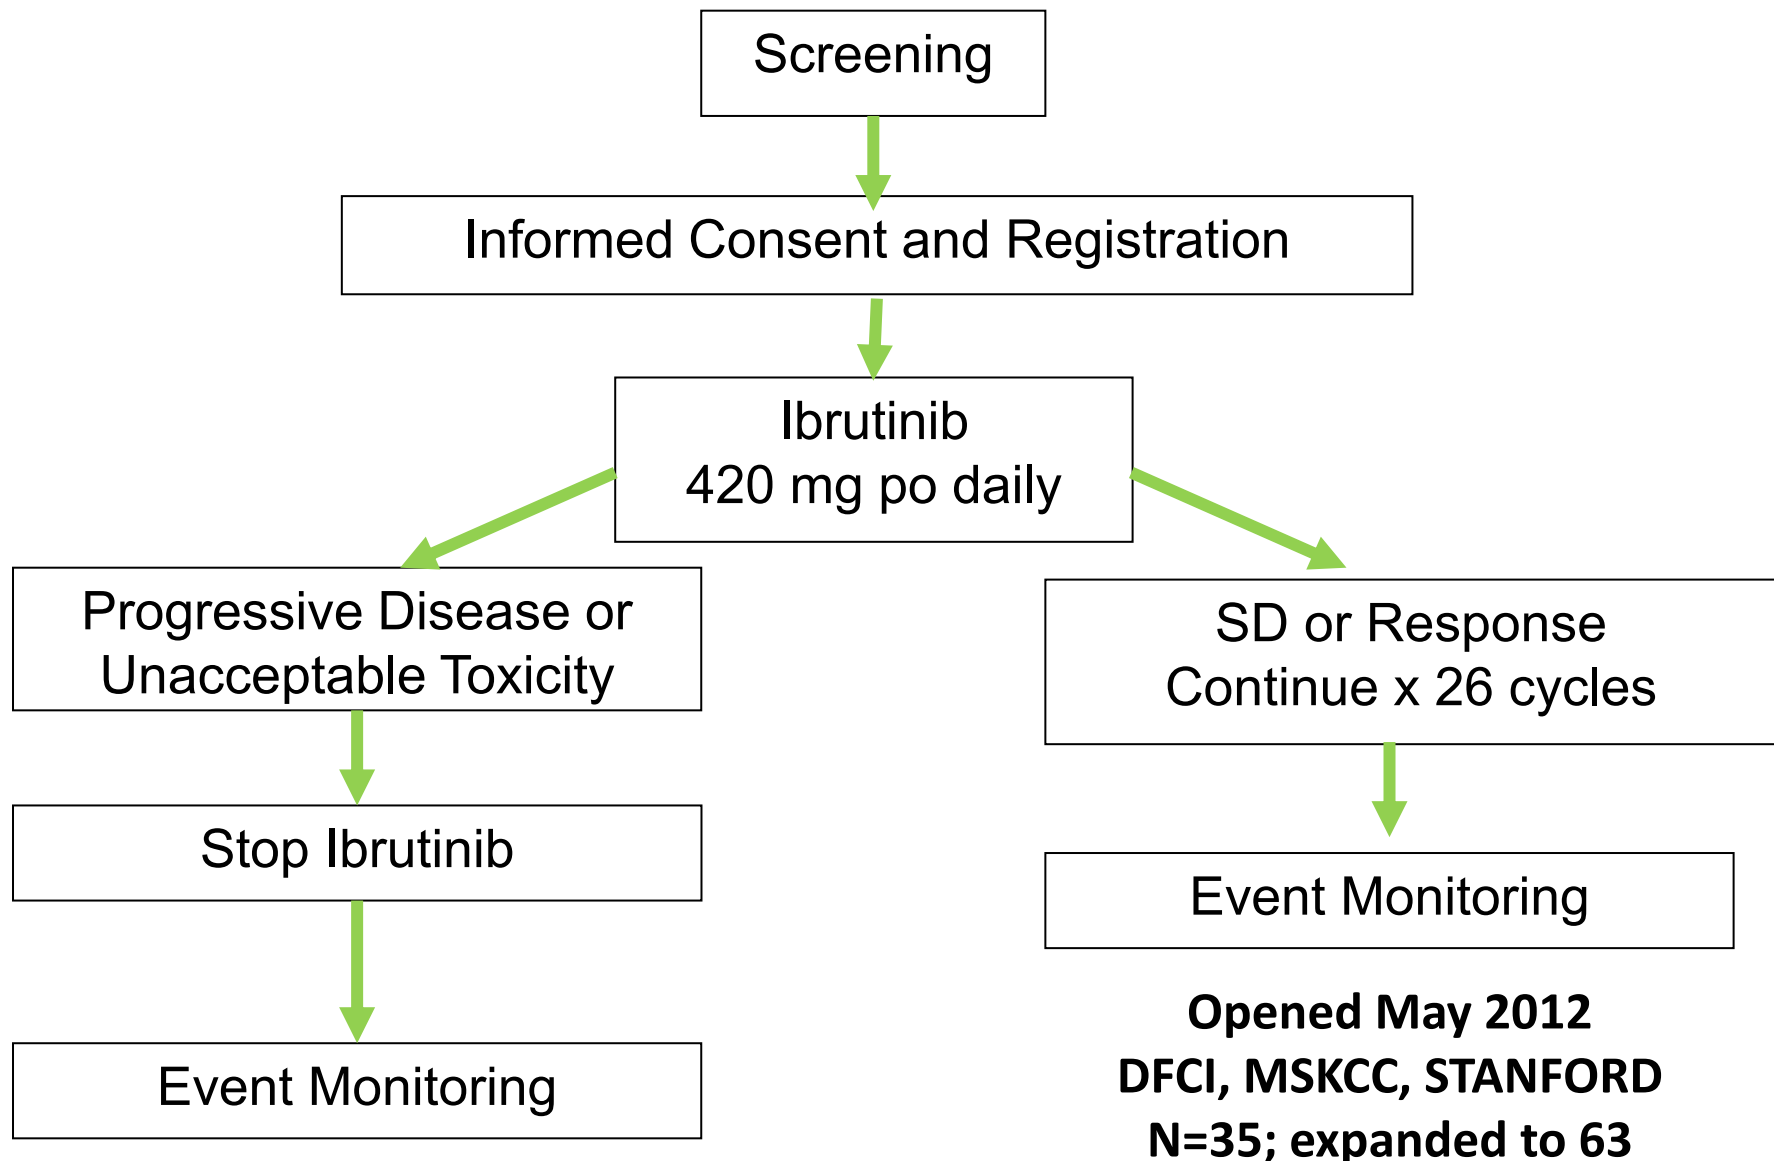 Screening
Informed Consent and Registration
Ibrutinib
420 mg po daily
Progressive Disease or
Unacceptable Toxicity
SD or Response
Continue x 26 cycles
Stop Ibrutinib
Event Monitoring
Event Monitoring
Opened May 2012
DFCI, MSKCC, STANFORD
N=35; expanded to 63